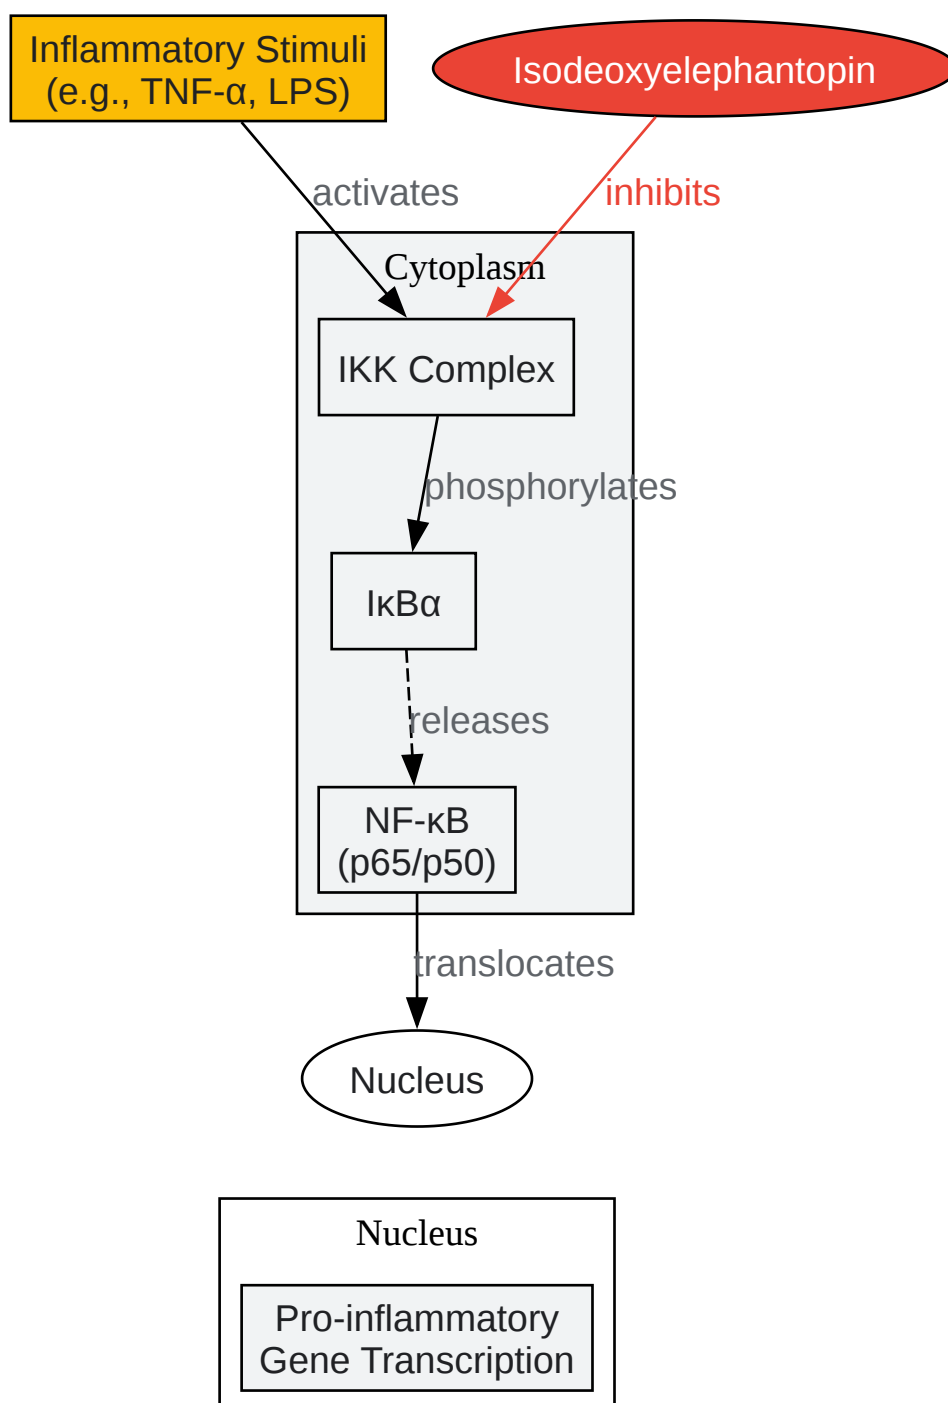 Inflammatory Stimuli
(e.g., TNF-α, LPS)
Isodeoxyelephantopin
activates
inhibits
Cytoplasm
IKK Complex
phosphorylates
IκBα
releases
NF-κB
(p65/p50)
translocates
Nucleus
Nucleus
Pro-inflammatory
Gene Transcription